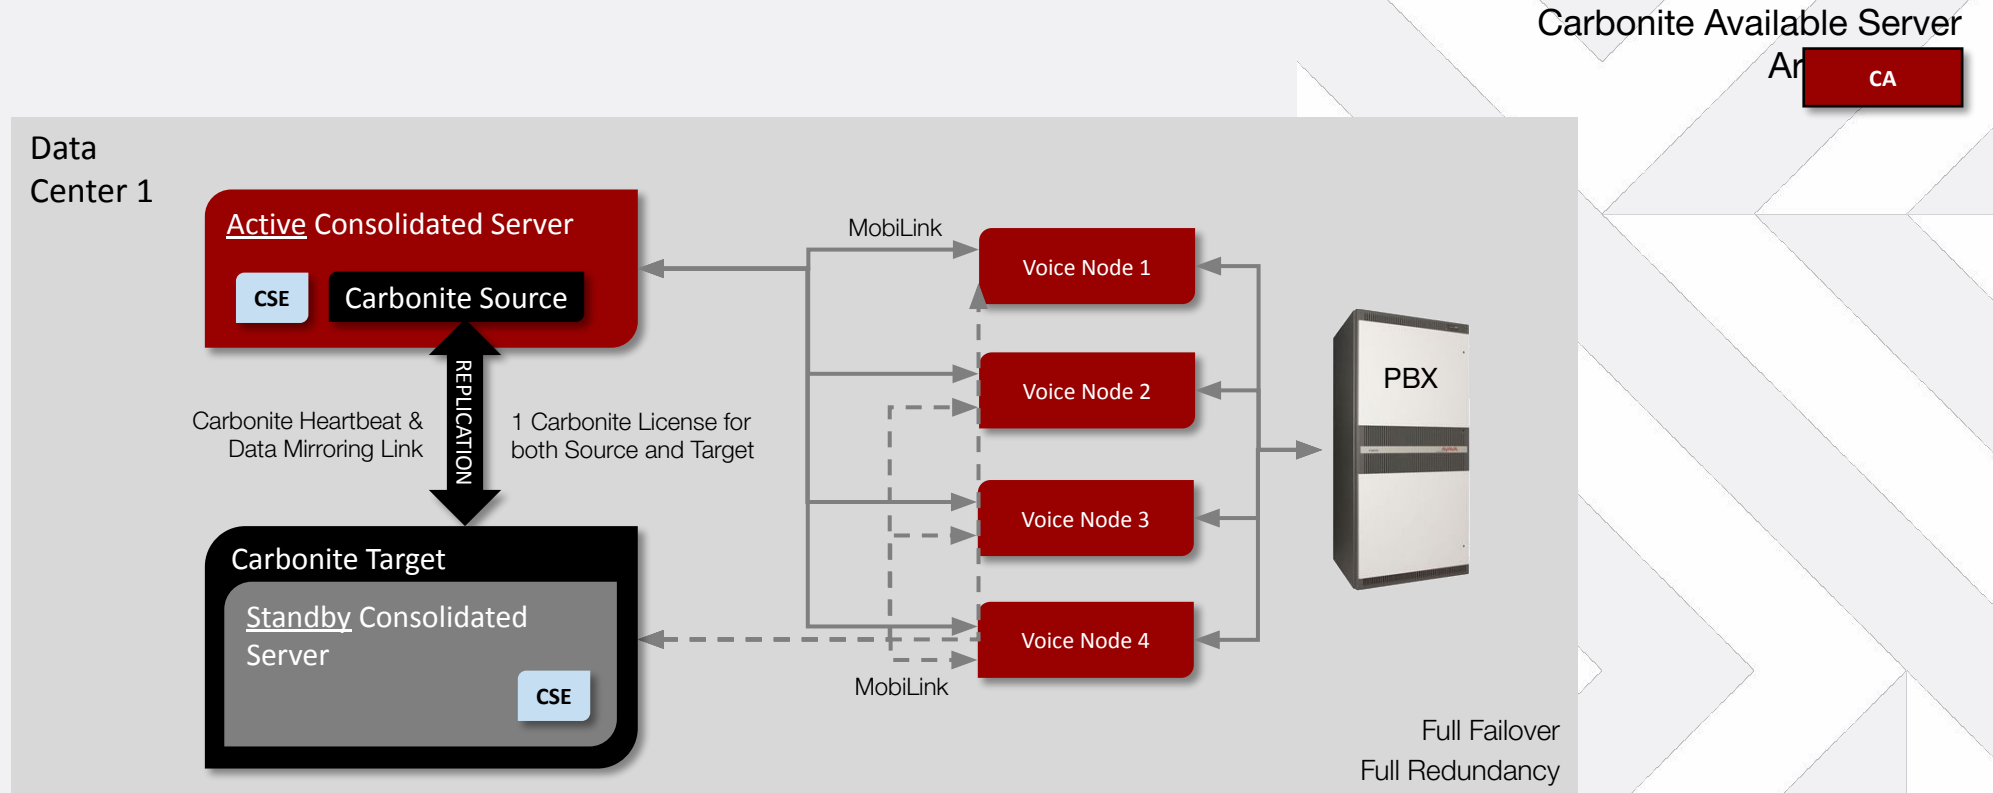 Carbonite Available Server
Ar
CA
Data
Center 1
Active Consolidated Server
CSE
Carbonite Source
REPLICATION
Carbonite Heartbeat &
Data Mirroring Link
1 Carbonite License for
both Source and Target
Carbonite Target
Standby Consolidated
Server
CSE
MobiLink
Voice Node 1
Voice Node 2
Voice Node 3
Voice Node 4
MobiLink
PBX
Full Failover
Full Redundancy